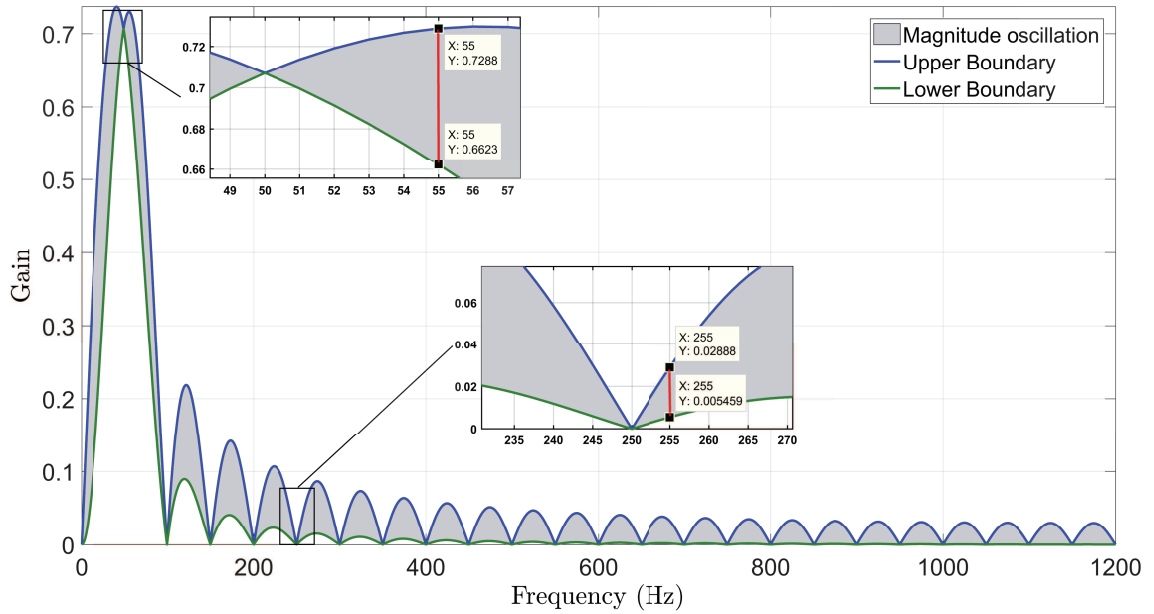 0.7
0.6
0.5
0.4
0.3
0.2
0.1
0
Gain
0
200
400
600
800
1000
1200
Frequency (Hz)
Magnitude oscillation
Upper Boundary
Lower Boundary
0.72
0.7
0.68
0.66
49 50 51 52 53 54 55 56 57
X: 55
Y: 0.7288
X: 55
Y: 0.6623
0.06
0.04
0.02
0
235 240 245 250 255 260 265 270
X: 255
Y: 0.02888
X: 255
Y: 0.005459